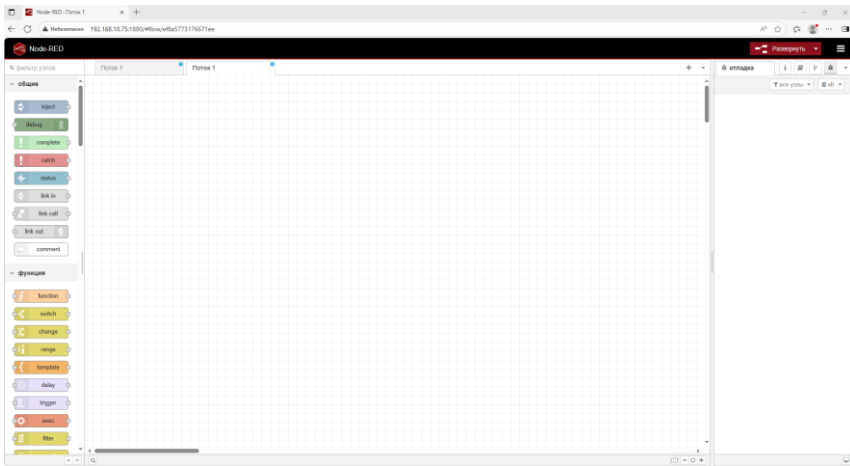 Node-RED : Поток 1
Небезопасно 192.168.10.75:1880/#flow/ef8a5773176671ee
Node-RED
Развернуть
фильтр узлов
Поток 1
Поток 1
отладка
все узлы
all
общие
inject
debug
complete
catch
status
link in
link call
link out
comment
функция
function
switch
change
range
template
delay
trigger
exec
filter